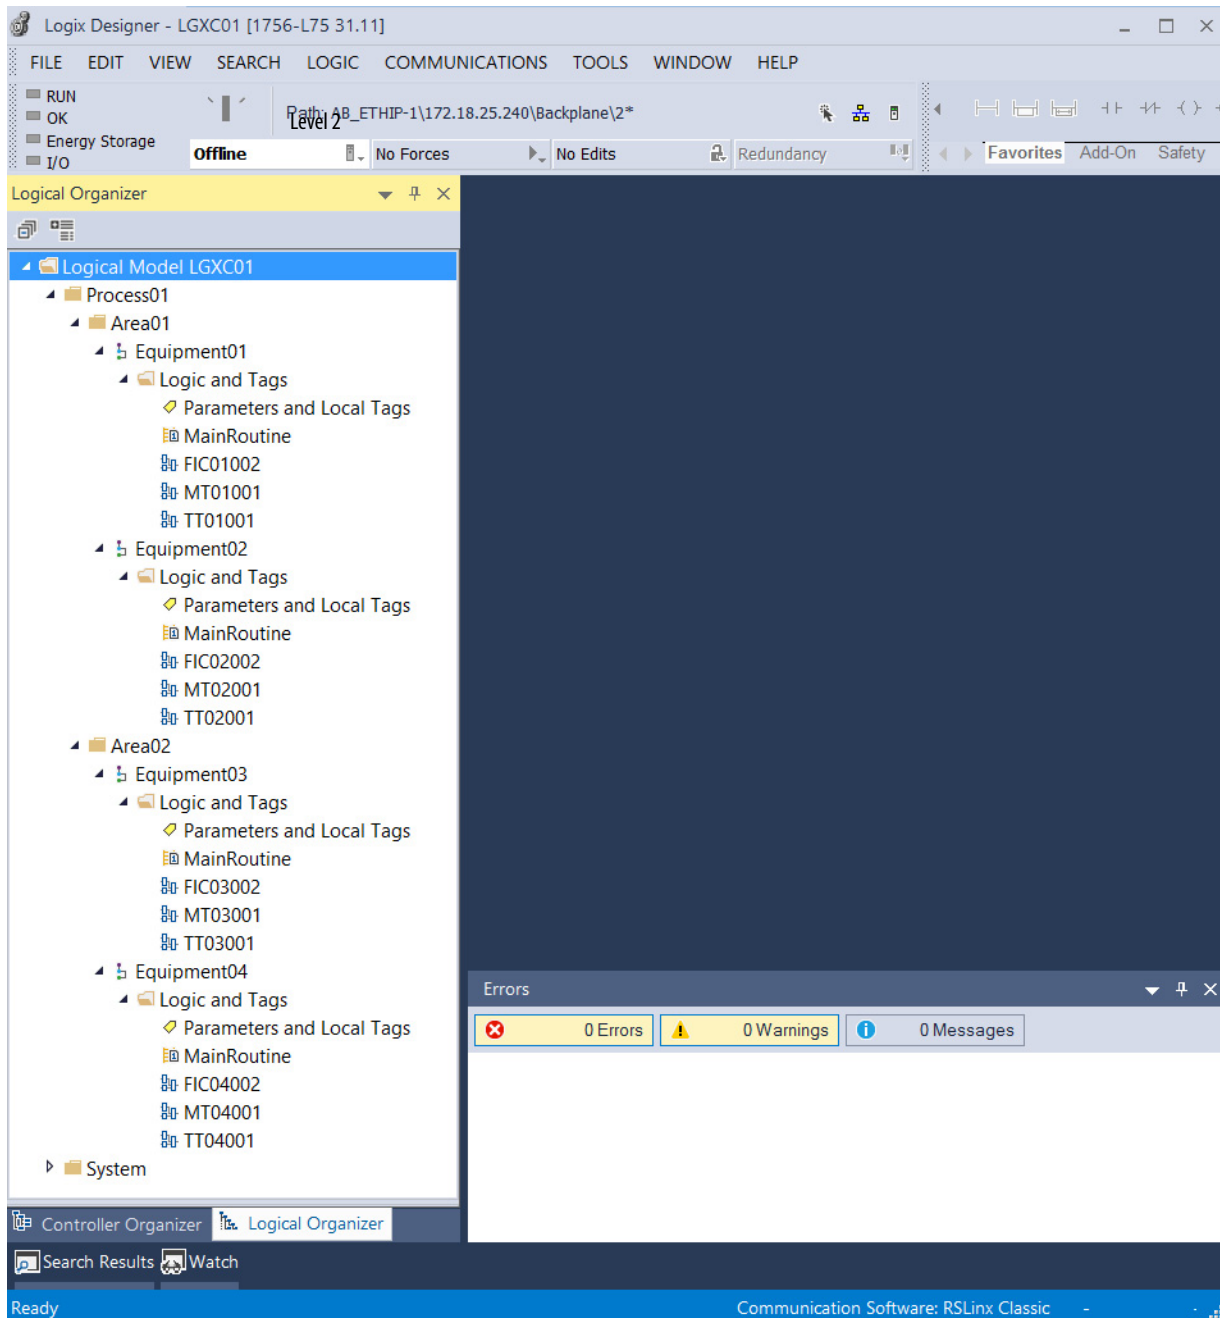 Logix Designer - LGXC01 [1756-L75 31.11]
FILE EDIT VIEW SEARCH LOGIC COMMUNICATIONS TOOLS WINDOW HELP
RUN
OK
Energy Storage
I/O
Path: AB_ETHIP-1\172.18.25.240\Backplane\2*
Level 2
Offline No Forces No Edits Redundancy
Favorites Add-On Safety
Logical Organizer
Logical Model LGXC01
Process01
Area01
Equipment01
Logic and Tags
Parameters and Local Tags
MainRoutine
FIC01002
MT01001
TT01001
Equipment02
Logic and Tags
Parameters and Local Tags
MainRoutine
FIC02002
MT02001
TT02001
Area02
Equipment03
Logic and Tags
Parameters and Local Tags
MainRoutine
FIC03002
MT03001
TT03001
Equipment04
Logic and Tags
Parameters and Local Tags
MainRoutine
FIC04002
MT04001
TT04001
System
Errors
0 Errors 0 Warnings 0 Messages
Controller Organizer Logical Organizer
Search Results Watch
Ready Communication Software: RSLinx Classic -